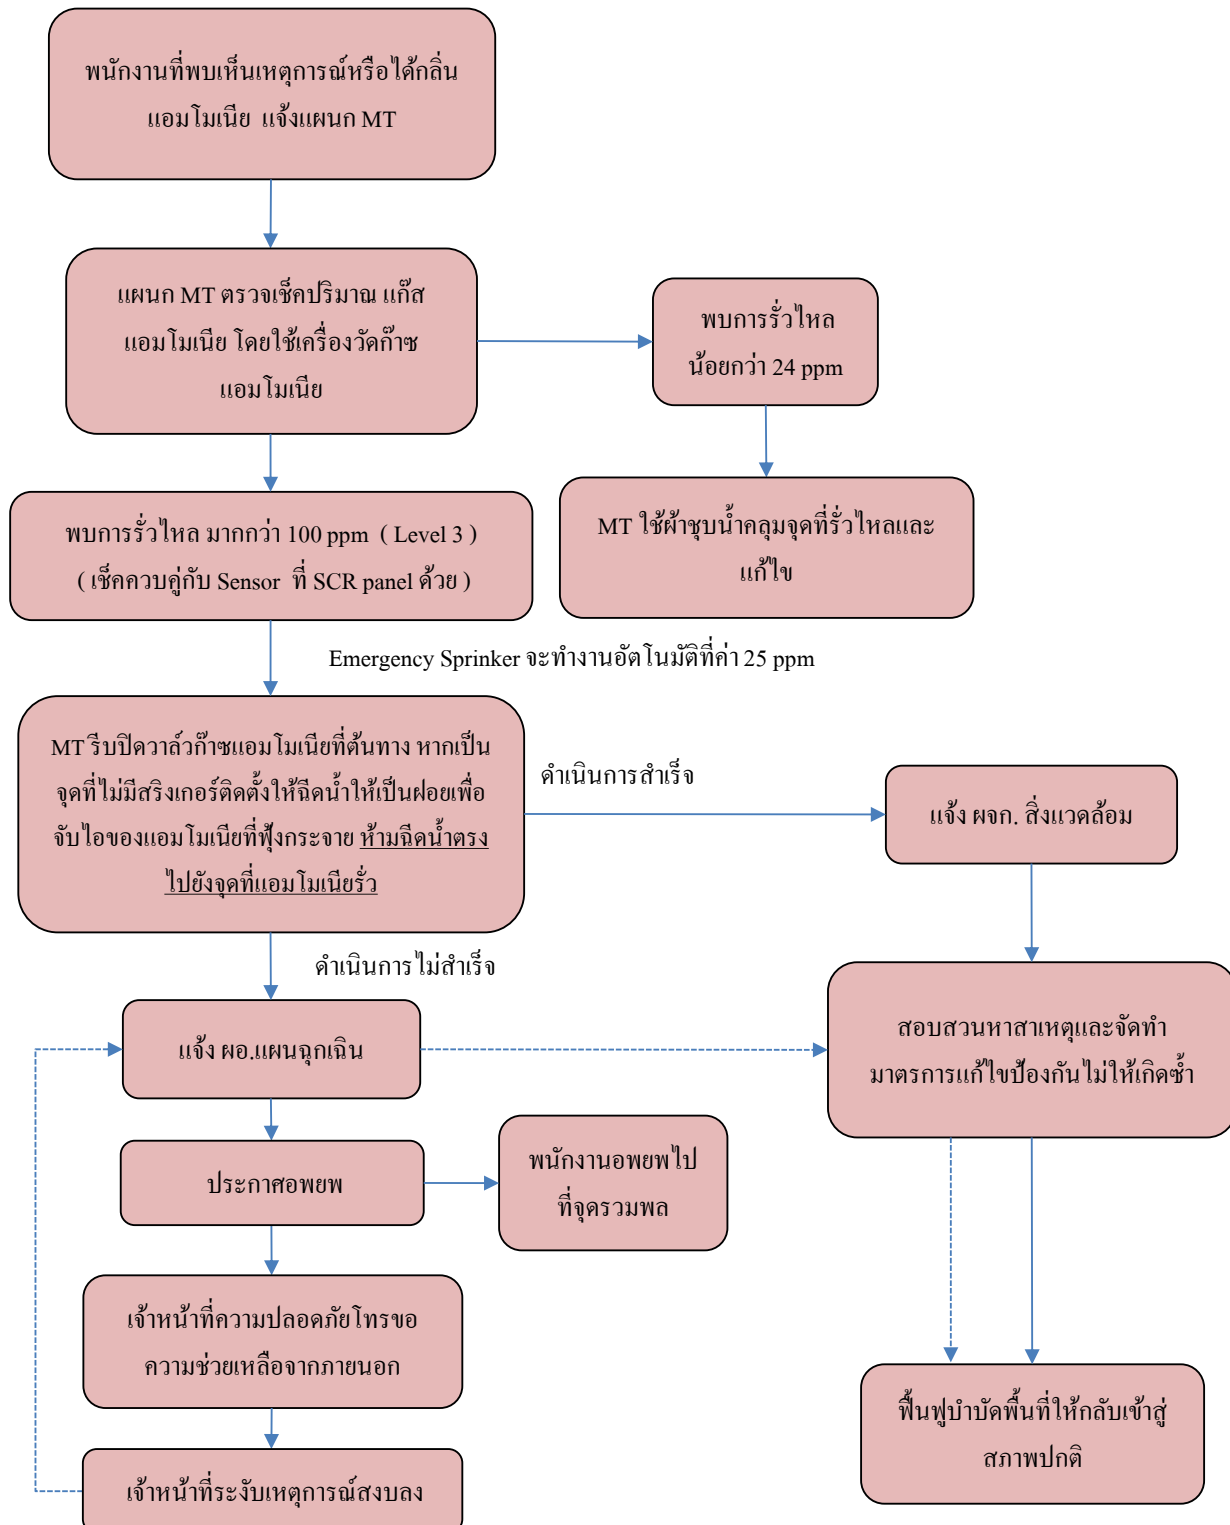 พนักงานที่พบเห็นเหตุการณ์หรือได้กลิ่น
แอมโมเนีย แจ้งแผนก MT
แผนก MT ตรวจเช็คปริมาณ แก๊ส
แอมโมเนีย โดยใช้เครื่องวัดก๊าซ
แอมโมเนีย
พบการรั่วไหล
น้อยกว่า 24 ppm
MT ใช้ผ้าชุบน้ำคลุมจุดที่รั่วไหลและ
แก้ไข
พบการรั่วไหล มากกว่า 100 ppm ( Level 3 )
( เช็คควบคู่กับ Sensor ที่ SCR panel ด้วย )
Emergency Sprinker จะทำงานอัตโนมัติที่ค่า 25 ppm
MT รีบปิดวาล์วก๊าซแอมโมเนียที่ต้นทาง หากเป็น
จุดที่ไม่มีสริงเกอร์ติดตั้งให้ฉีดน้ำให้เป็นฝอยเพื่อ
จับไอของแอมโมเนียที่ฟุ้งกระจาย ห้ามฉีดน้ำตรง
ไปยังจุดที่แอมโมเนียรั่ว
ดำเนินการสำเร็จ
แจ้ง ผจก. สิ่งแวดล้อม
ดำเนินการไม่สำเร็จ
แจ้ง ผอ.แผนฉุกเฉิน
สอบสวนหาสาเหตุและจัดทำ
มาตรการแก้ไขป้องกันไม่ให้เกิดซ้ำ
ประกาศอพยพ
พนักงานอพยพไป
ที่จุดรวมพล
เจ้าหน้าที่ความปลอดภัยโทรขอ
ความช่วยเหลือจากภายนอก
ฟื้นฟูบำบัดพื้นที่ให้กลับเข้าสู่
สภาพปกติ
เจ้าหน้าที่ระงับเหตุการณ์สงบลง